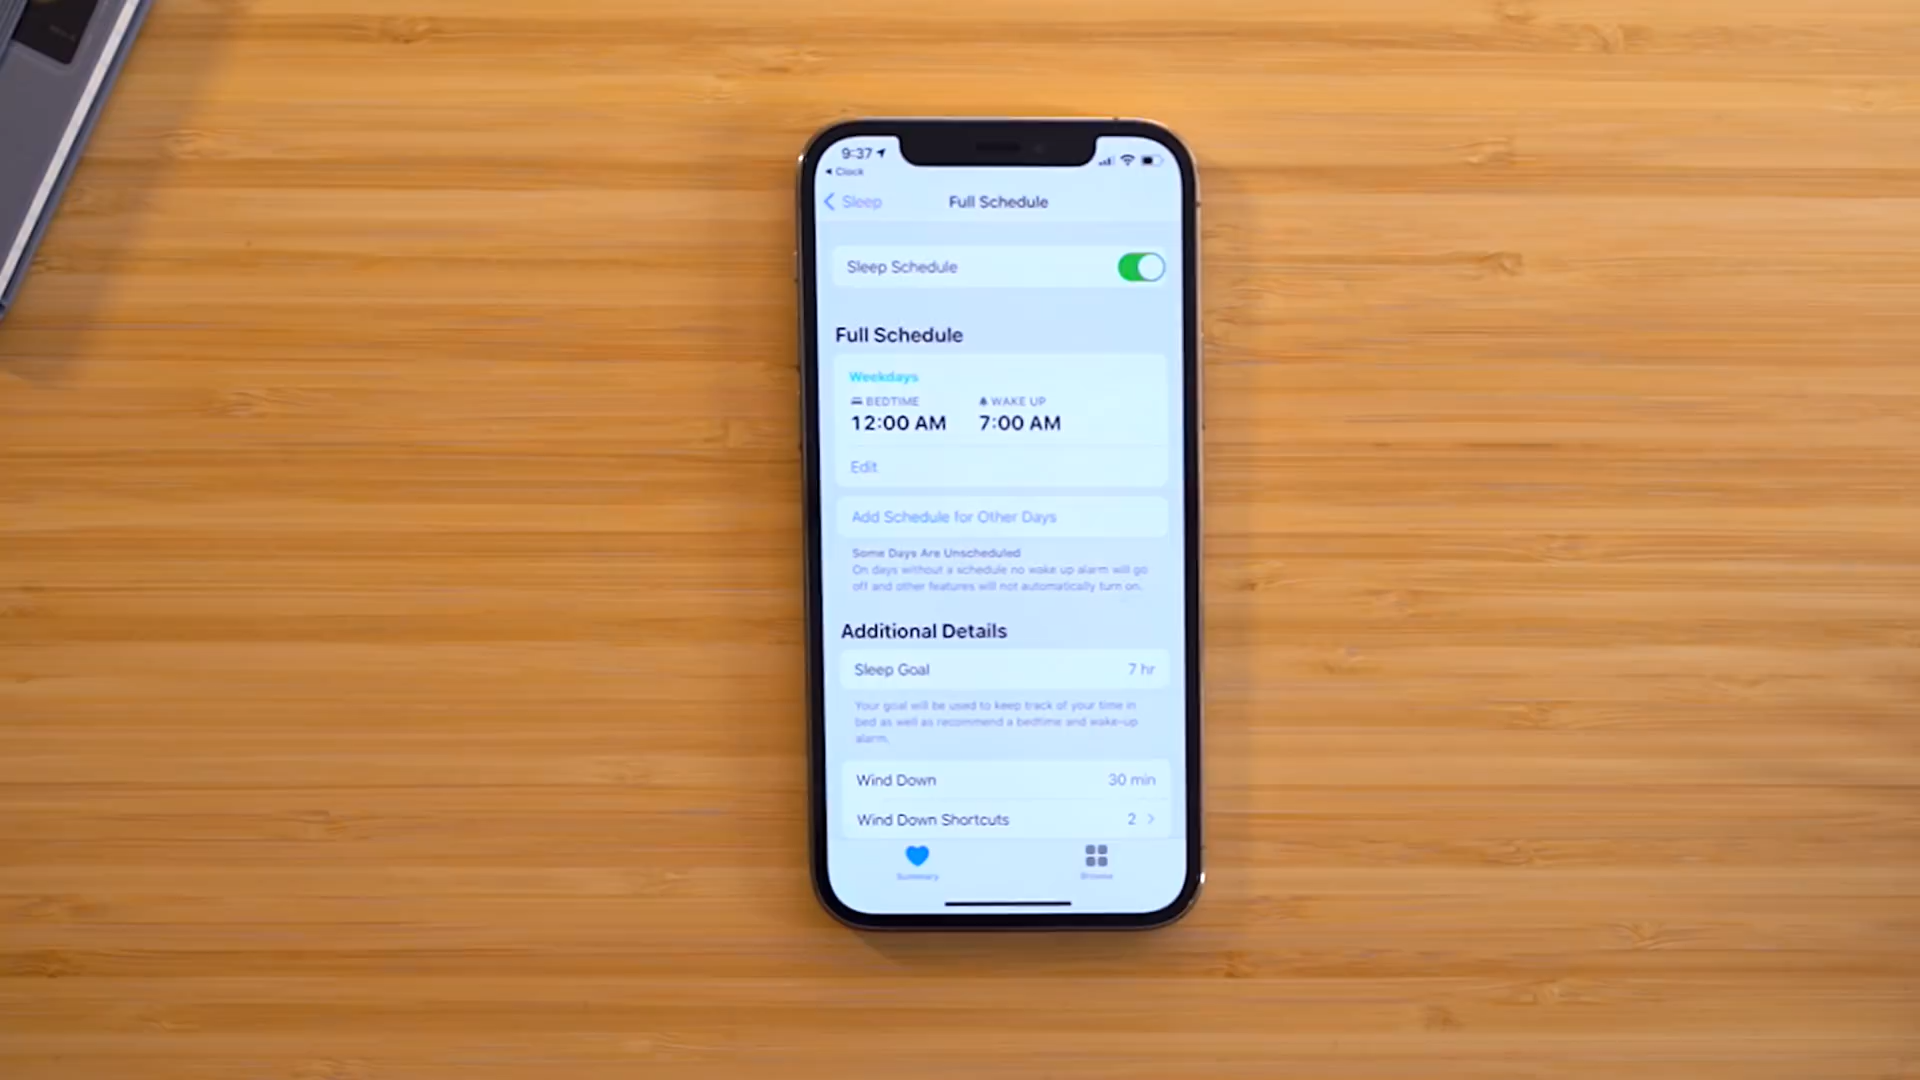 9:37
Clock
Sleep
Full Schedule
Sleep Schedule
Full Schedule
Weekdays
BEDTIME
WAKE UP
12:00 AM
7:00 AM
Edit
Add Schedule for Other Days
Some Days Are Unscheduled
On days without a schedule no wake up alarm will go
off and other features will not automatically turn on.
Additional Details
Sleep Goal
7 hr
Your goal will be used to keep track of your time in
bed as well as recommend a bedtime and wake-up
alarm.
Wind Down
30 min
Wind Down Shortcuts
2
Summary
Browse